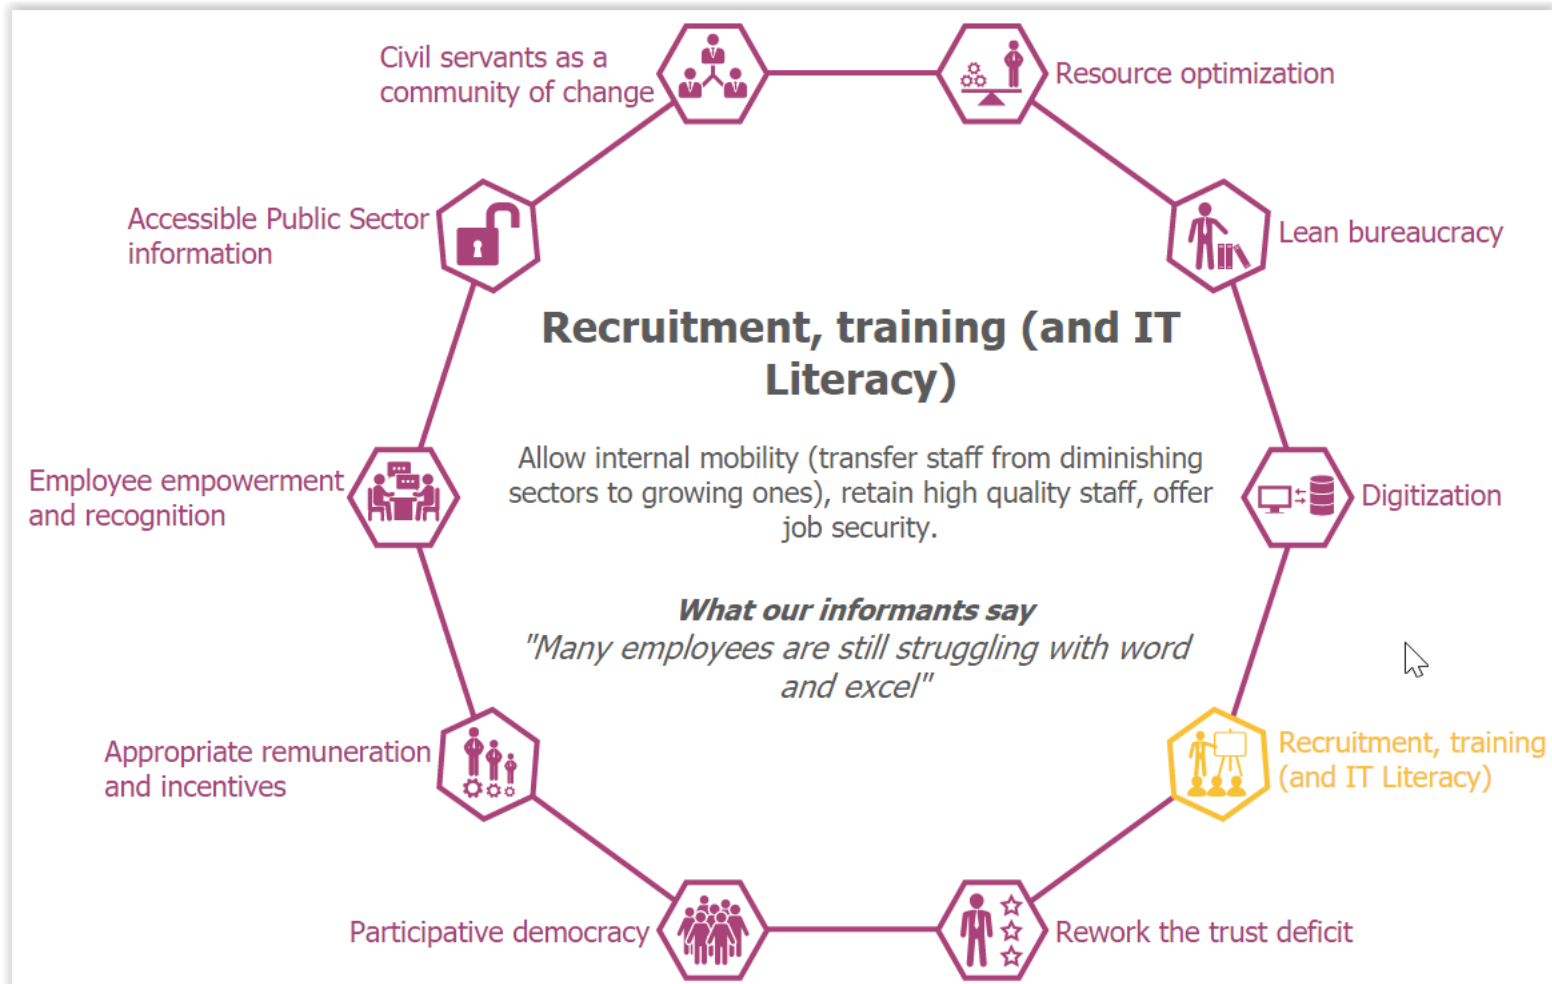 Civil servants as a
community of change
Resource optimization
Accessible Public Sector
information
Lean bureaucracy
Recruitment, training (and IT
Literacy)
Allow internal mobility (transfer staff from diminishing
sectors to growing ones), retain high quality staff, offer
job security.
What our informants say
"Many employees are still struggling with word
and excel"
Employee empowerment
and recognition
Digitization
Appropriate remuneration
and incentives
Recruitment, training
(and IT Literacy)
Participative democracy
Rework the trust deficit